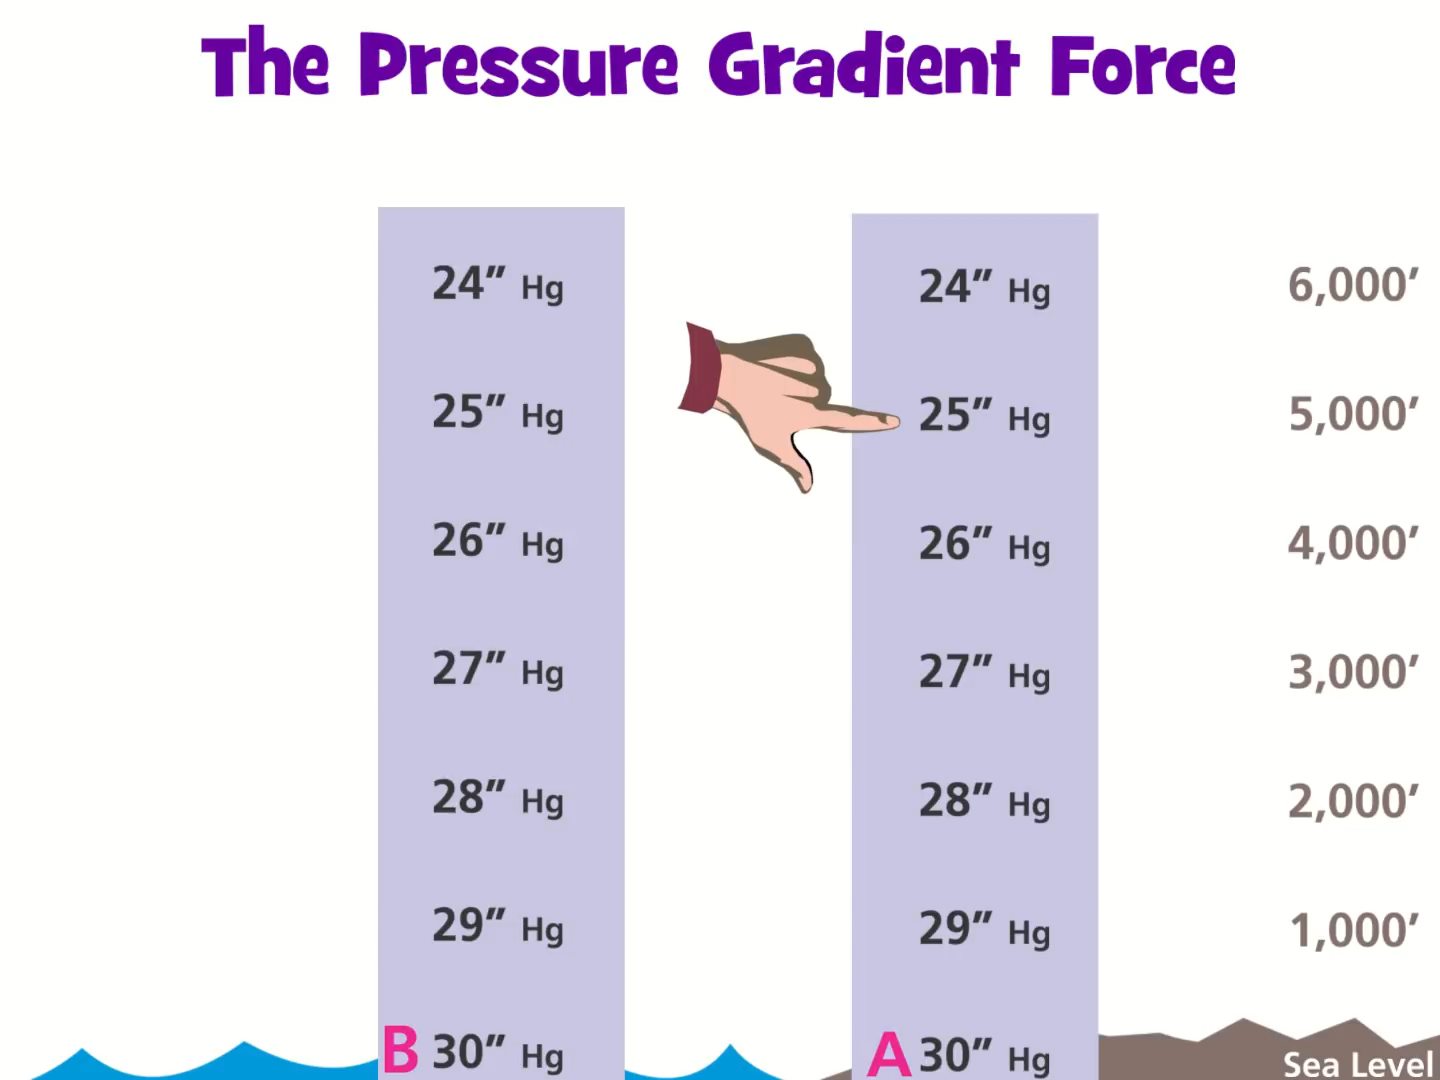 The Pressure Gradient Force
24” Hg 24” Hg 6,000’
25” Hg 25” Hg 5,000’
26” Hg 26” Hg 4,000’
27” Hg 27” Hg 3,000’
28” Hg 28” Hg 2,000’
29” Hg 29” Hg 1,000’
B 30” Hg A 30” Hg Sea Level